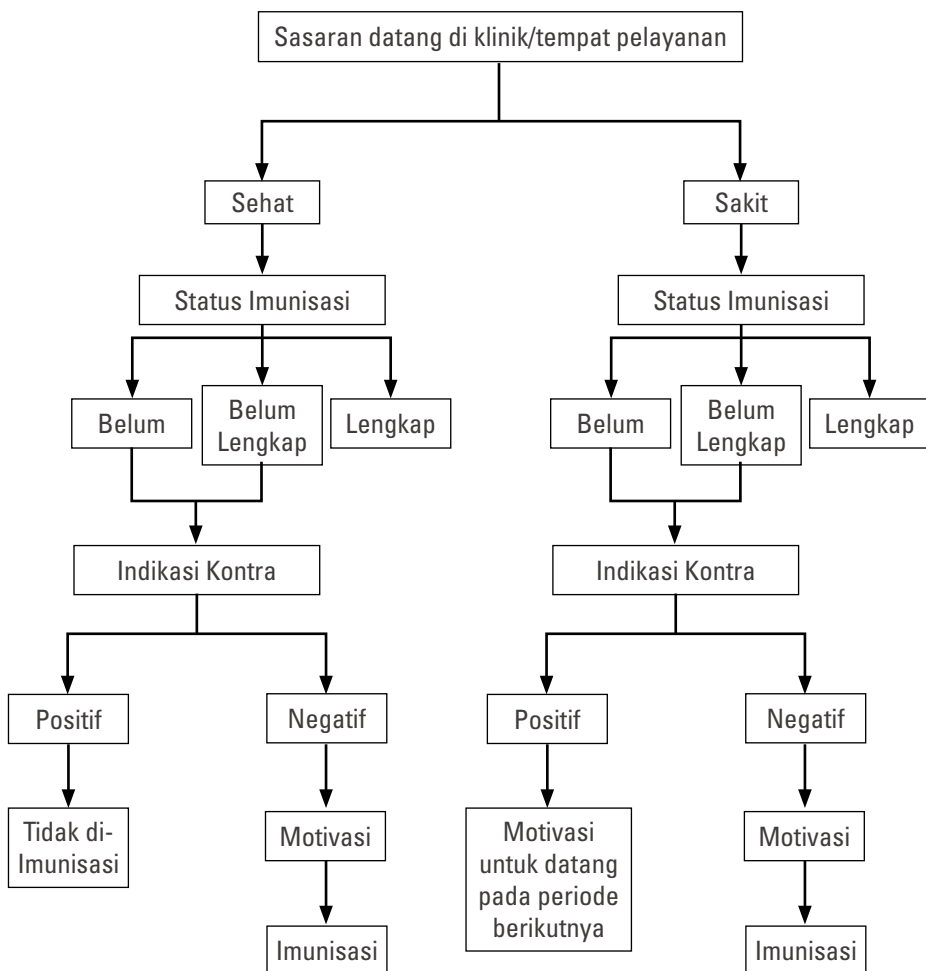 Sasaran datang di klinik/tempat pelayanan
Sehat
Sakit
Status Imunisasi
Status Imunisasi
Belum
Belum
Lengkap
Lengkap
Belum
Belum
Lengkap
Lengkap
Indikasi Kontra
Indikasi Kontra
Positif
Negatif
Positif
Negatif
Tidak di-
Imunisasi
Motivasi
Motivasi
untuk datang
pada periode
berikutnya
Motivasi
Imunisasi
Imunisasi